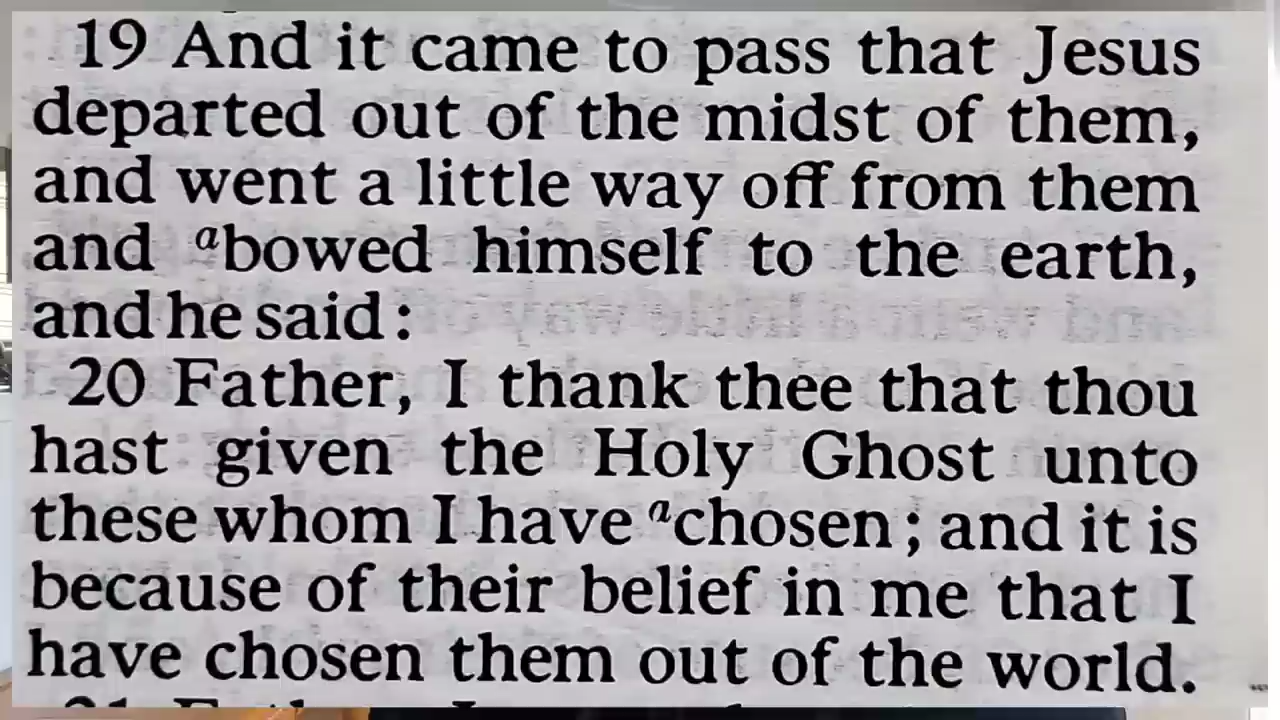 19 And it came to pass that Jesus
departed out of the midst of them,
and went a little way off from them
and abowed himself to the earth,
and he said:
20 Father, I thank thee that thou
hast given the Holy Ghost unto
these whom I have achosen; and it is
because of their belief in me that I
have chosen them out of the world.